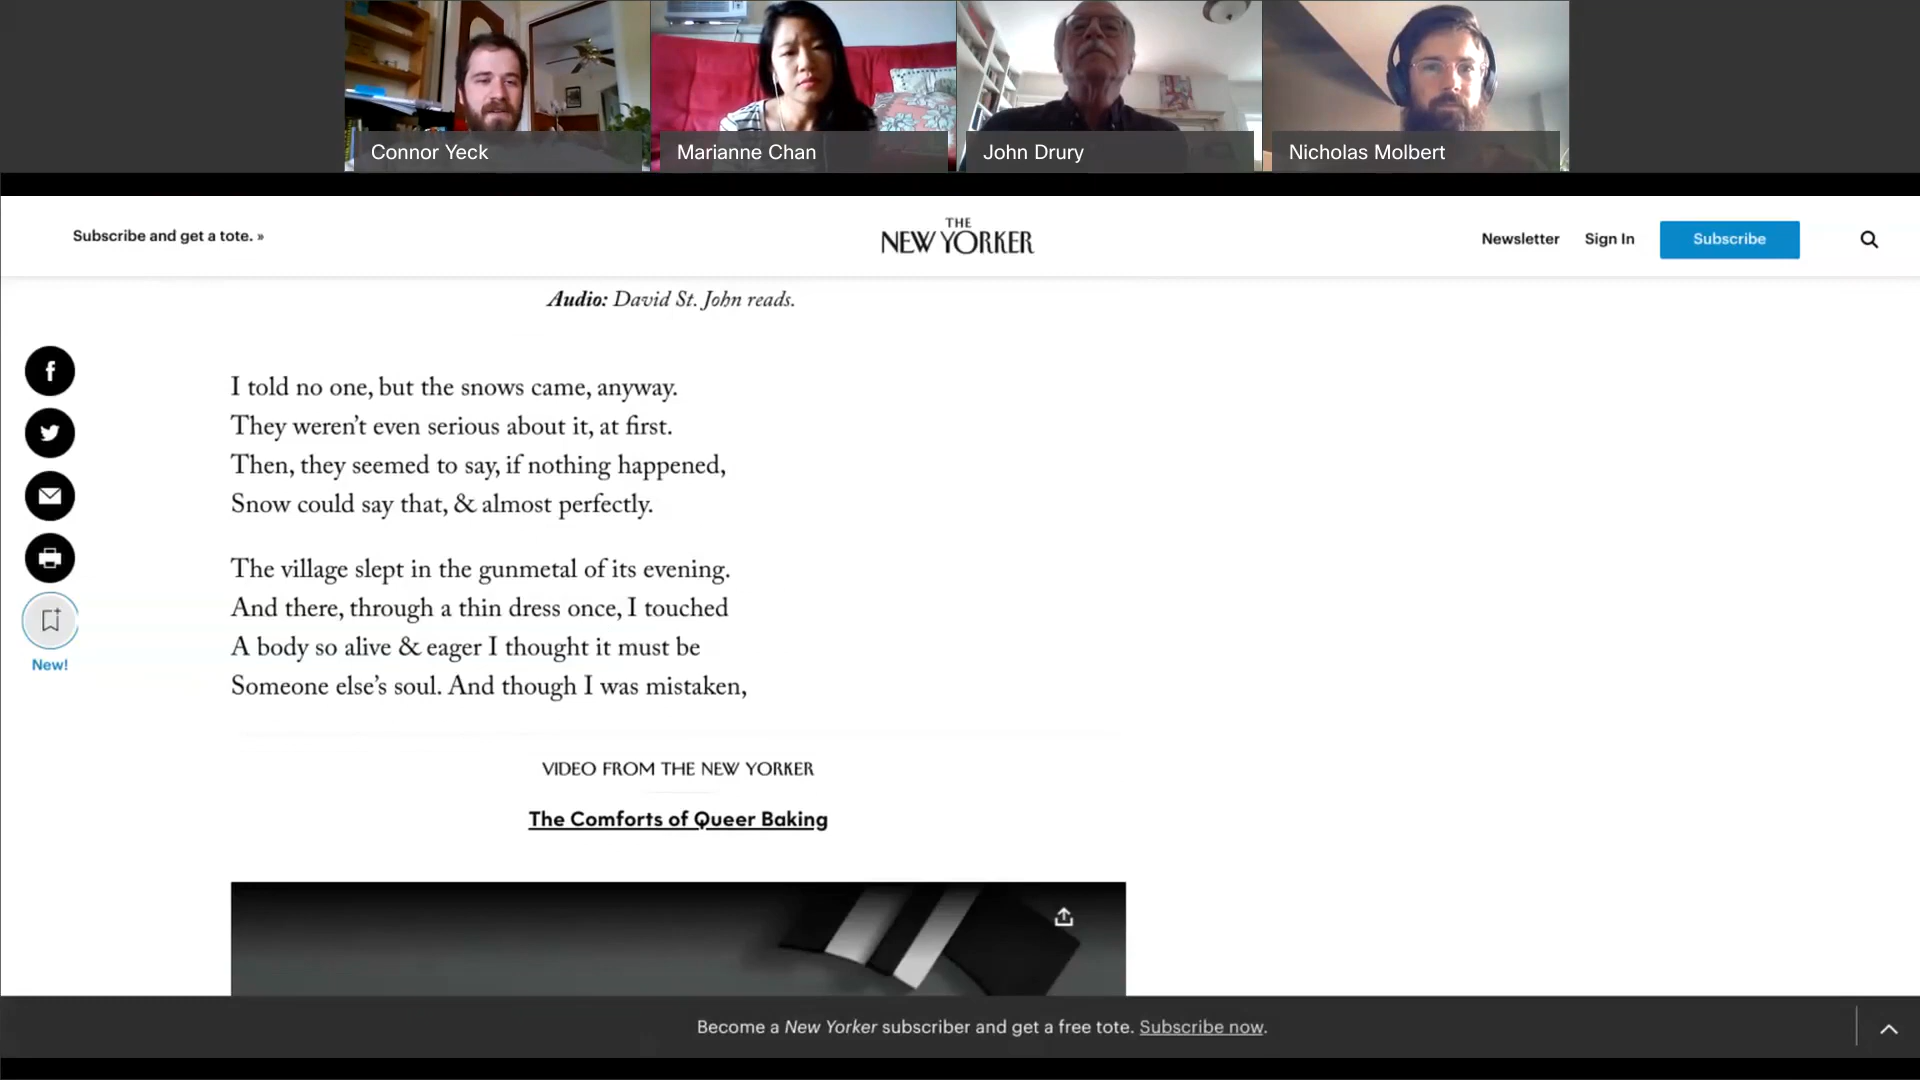 Connor Yeck
Marianne Chan
John Drury
Nicholas Molbert
Subscribe and get a tote. »
THE
NEW YORKER
Newsletter
Sign In
Subscribe
Audio: David St. John reads.
I told no one, but the snows came, anyway.
They weren’t even serious about it, at first.
Then, they seemed to say, if nothing happened,
Snow could say that, & almost perfectly.
The village slept in the gunmetal of its evening.
And there, through a thin dress once, I touched
A body so alive & eager I thought it must be
Someone else’s soul. And though I was mistaken,
New!
VIDEO FROM THE NEW YORKER
The Comforts of Queer Baking
Become a New Yorker subscriber and get a free tote. Subscribe now.